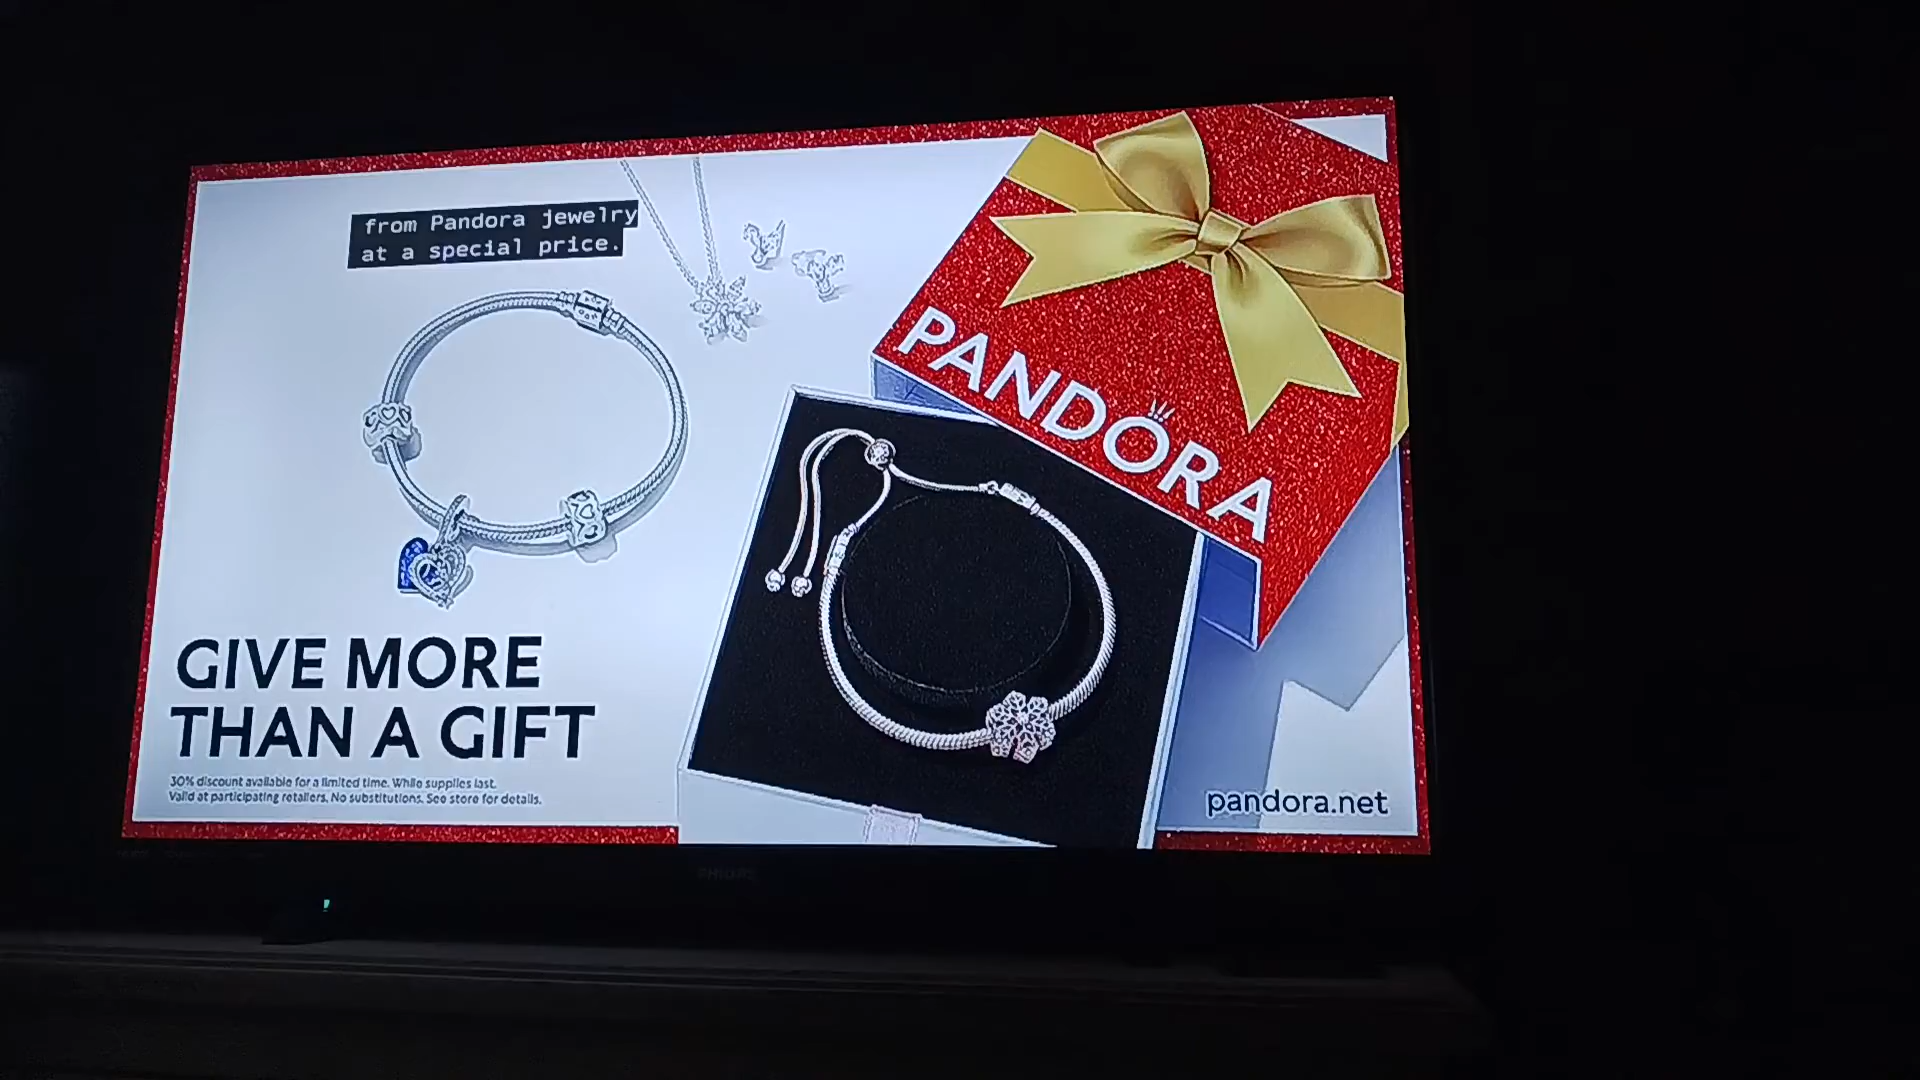 from Pandora jewelry
at a special price.
PANDORA
GIVE MORE
THAN A GIFT
30% discount available for a limited time. While supplies last.
Valid at participating retailers. No substitutions. See store for details.
pandora.net
PHILIPS